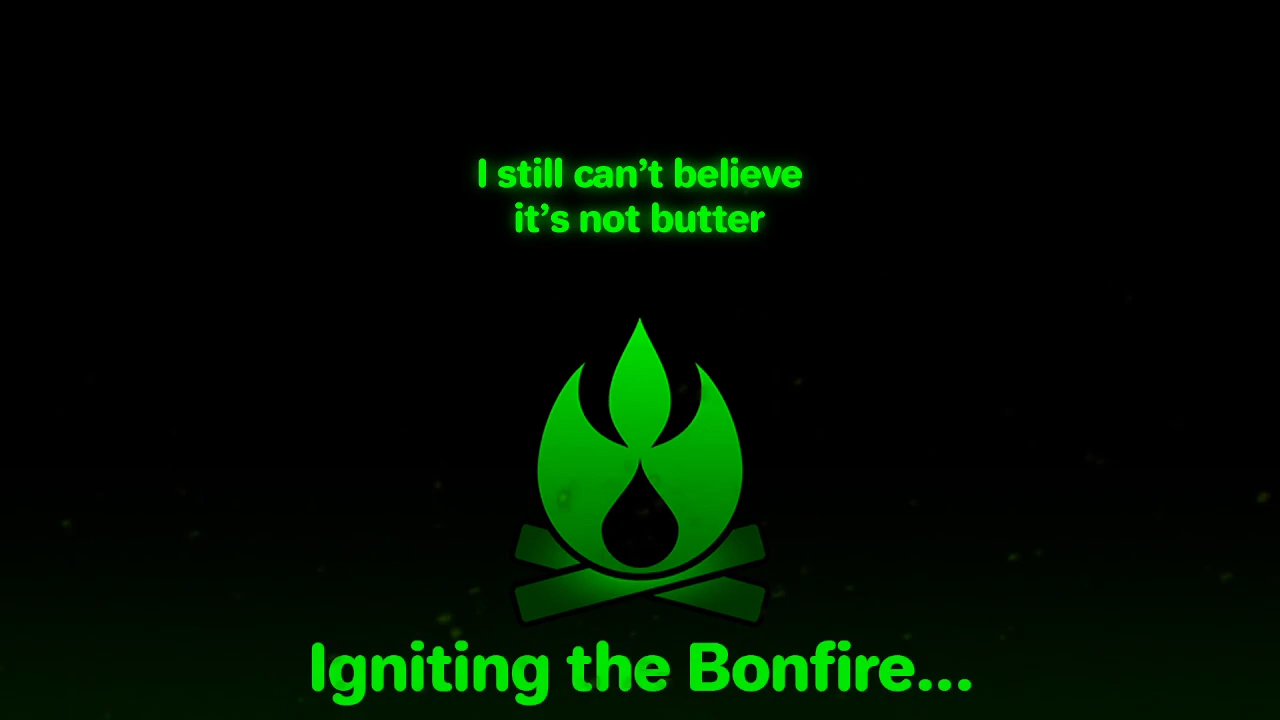 I still can’t believe
it’s not butter
Igniting the Bonfire...